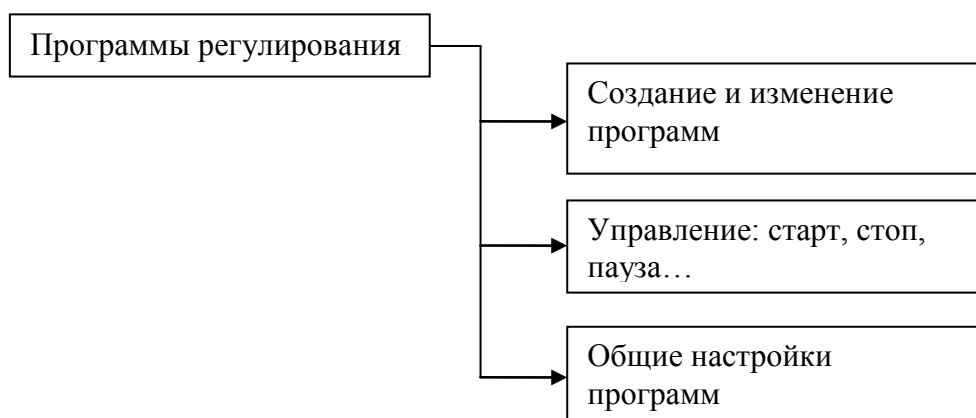 Программы регулирования
Создание и изменение
программ
Управление: старт, стоп,
пауза…
Общие настройки
программ